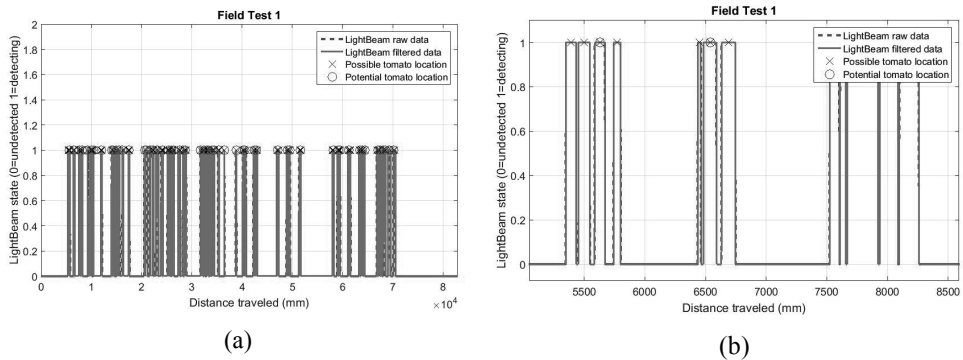 Field Test 1
LightBeam state (0=undetected 1=detecting)
2
1.8
1.6
1.4
1.2
1
0.8
0.6
0.4
0.2
0
LightBeam raw data
LightBeam filtered data
Possible tomato location
Potential tomato location
0 1 2 3 4 5 6 7 8
×10⁴
Distance traveled (mm)
(a)
Field Test 1
LightBeam state (0=undetected 1=detecting)
1
0.8
0.6
0.4
0.2
0
LightBeam raw data
LightBeam filtered data
Possible tomato location
Potential tomato location
5500 6000 6500 7000 7500 8000 8500
Distance traveled (mm)
(b)